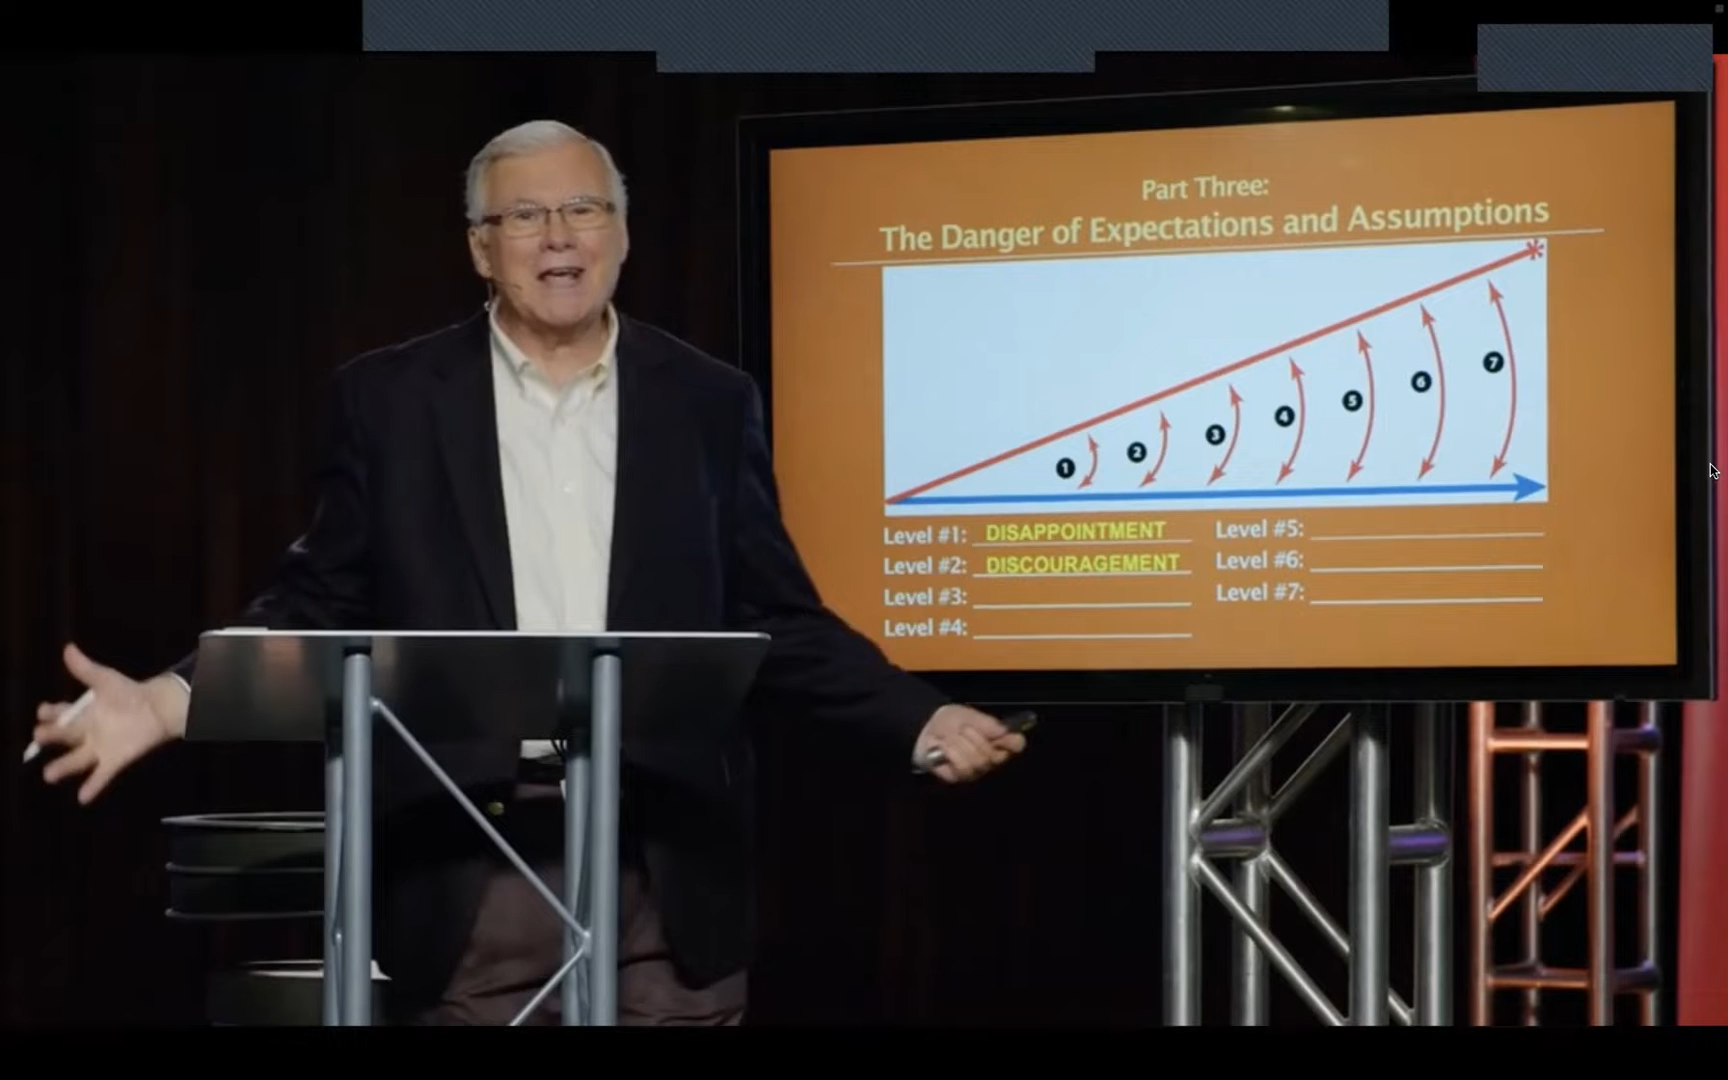 Part Three:
The Danger of Expectations and Assumptions
*
1
2
3
4
5
6
7
Level #1: DISAPPOINTMENT
Level #2: DISCOURAGEMENT
Level #3:
Level #4:
Level #5:
Level #6:
Level #7: